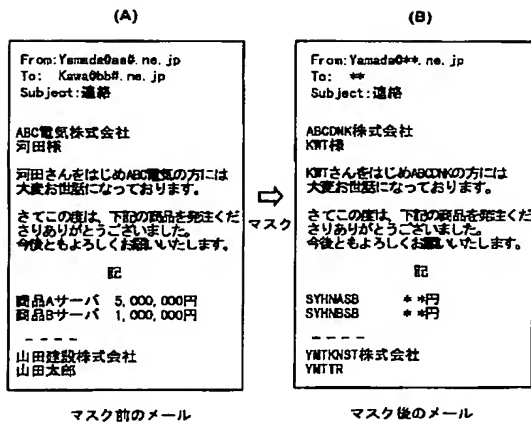 (A)
From:Yamada@aa#.ne.jp
To: Kawa@bb#.ne.jp
Subject:連絡
ABC電気株式会社
河田様
河田さんをはじめABC電気の方には
大変お世話になっております。
さてこの度は、下記の商品を発注くだ
さりありがとうございました。
今後ともよろしくお願いいたします。
記
商品Aサーバ 5,000,000円
商品Bサーバ 1,000,000円
----
山田建設株式会社
山田太郎
マスク前のメール
マスク
(B)
From:Yamada@**.ne.jp
To: **
Subject:連絡
ABCDNK株式会社
KWT様
KWTさんをはじめABCDNKの方には
大変お世話になっております。
さてこの度は、下記の商品を発注くだ
さりありがとうございました。
今後ともよろしくお願いいたします。
記
SYHNASB **円
SYHNBSB **円
----
YMTKNST株式会社
YMTTR
マスク後のメール